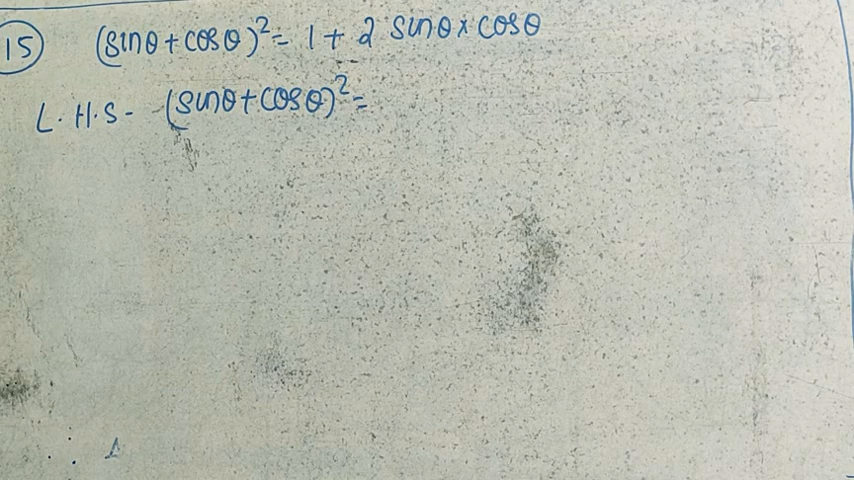 15 (sinθ+cosθ)²= 1+ 2 sinθ×cosθ
L.H.S- (sinθ+cosθ)²=
∴